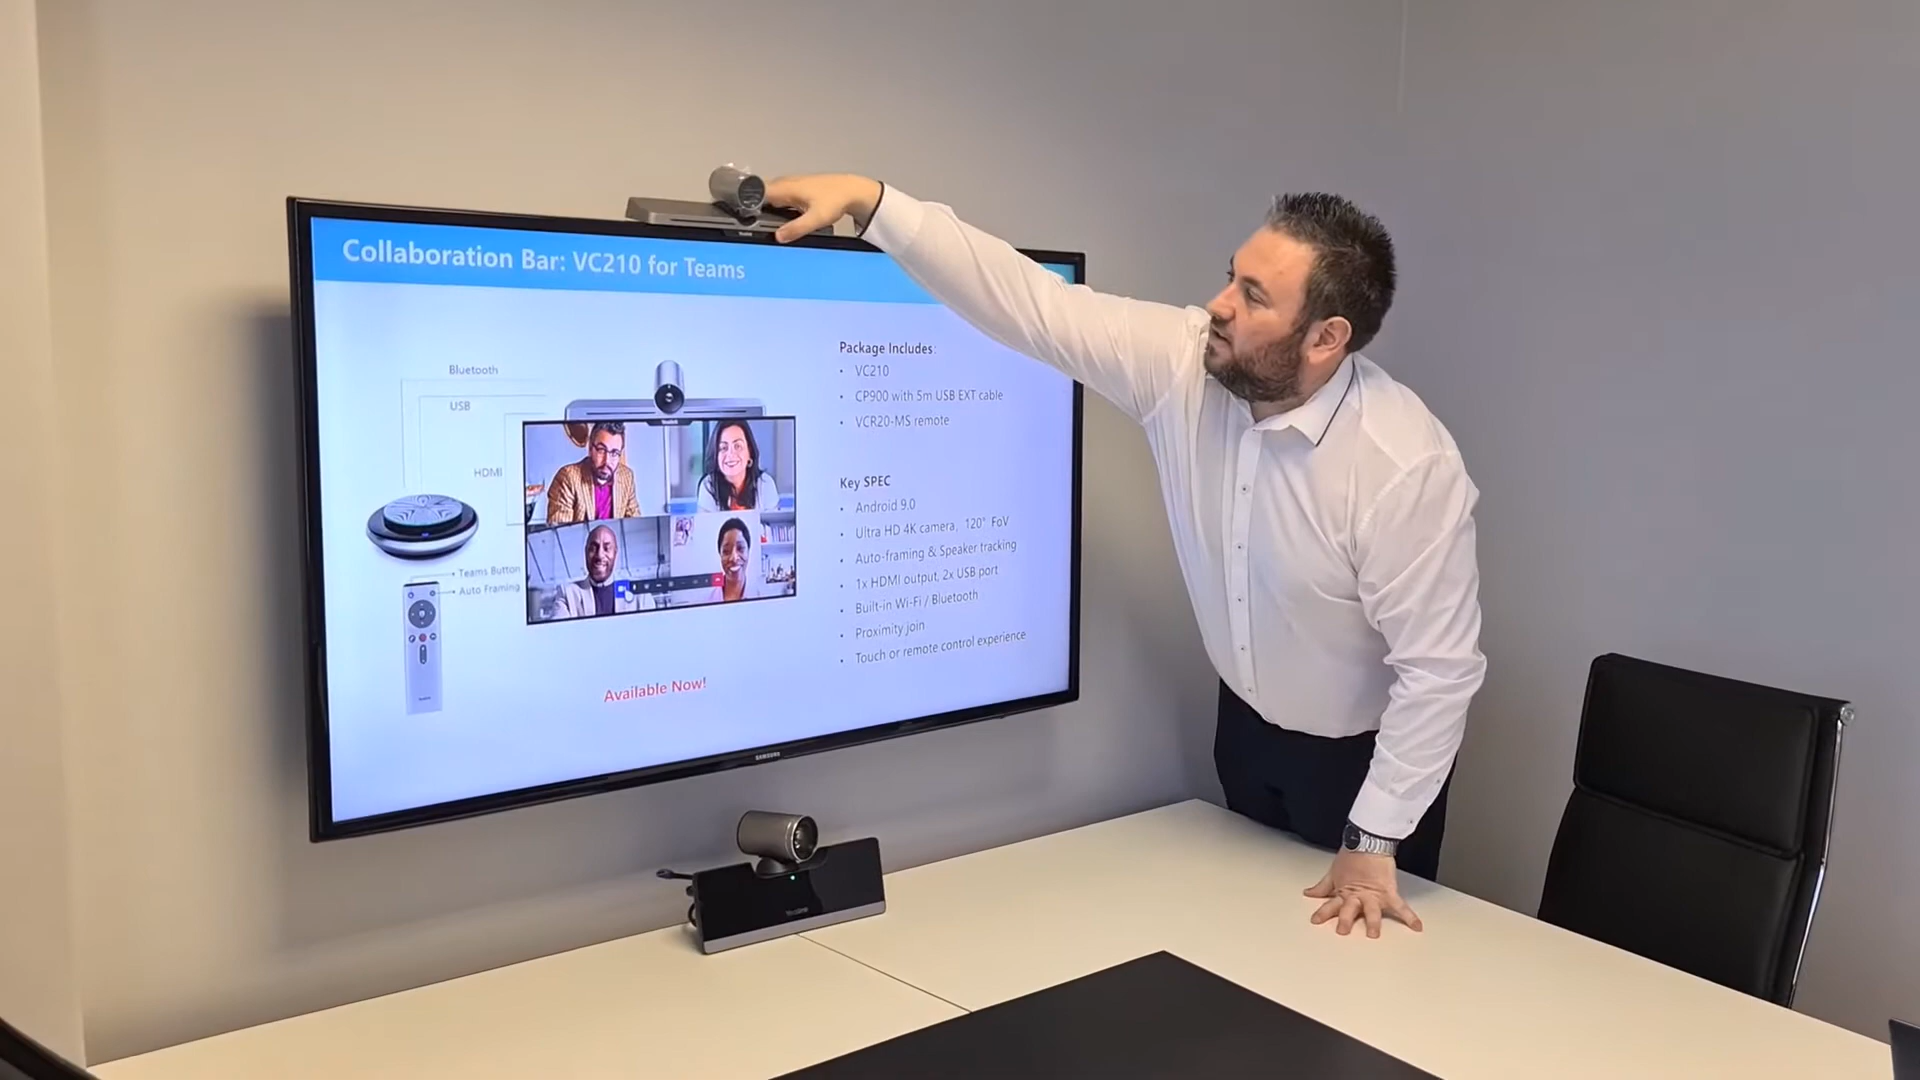 Collaboration Bar: VC210 for Teams
Bluetooth
USB
HDMI
Teams Button
Auto Framing
Available Now!
Package Includes:
· VC210
· CP900 with 5m USB EXT cable
· VCR20-MS remote
Key SPEC
· Android 9.0
· Ultra HD 4K camera, 120° FoV
· Auto-framing & Speaker tracking
· 1x HDMI output, 2x USB port
· Built-in Wi-Fi / Bluetooth
· Proximity join
· Touch or remote control experience
SAMSUNG
Yealink